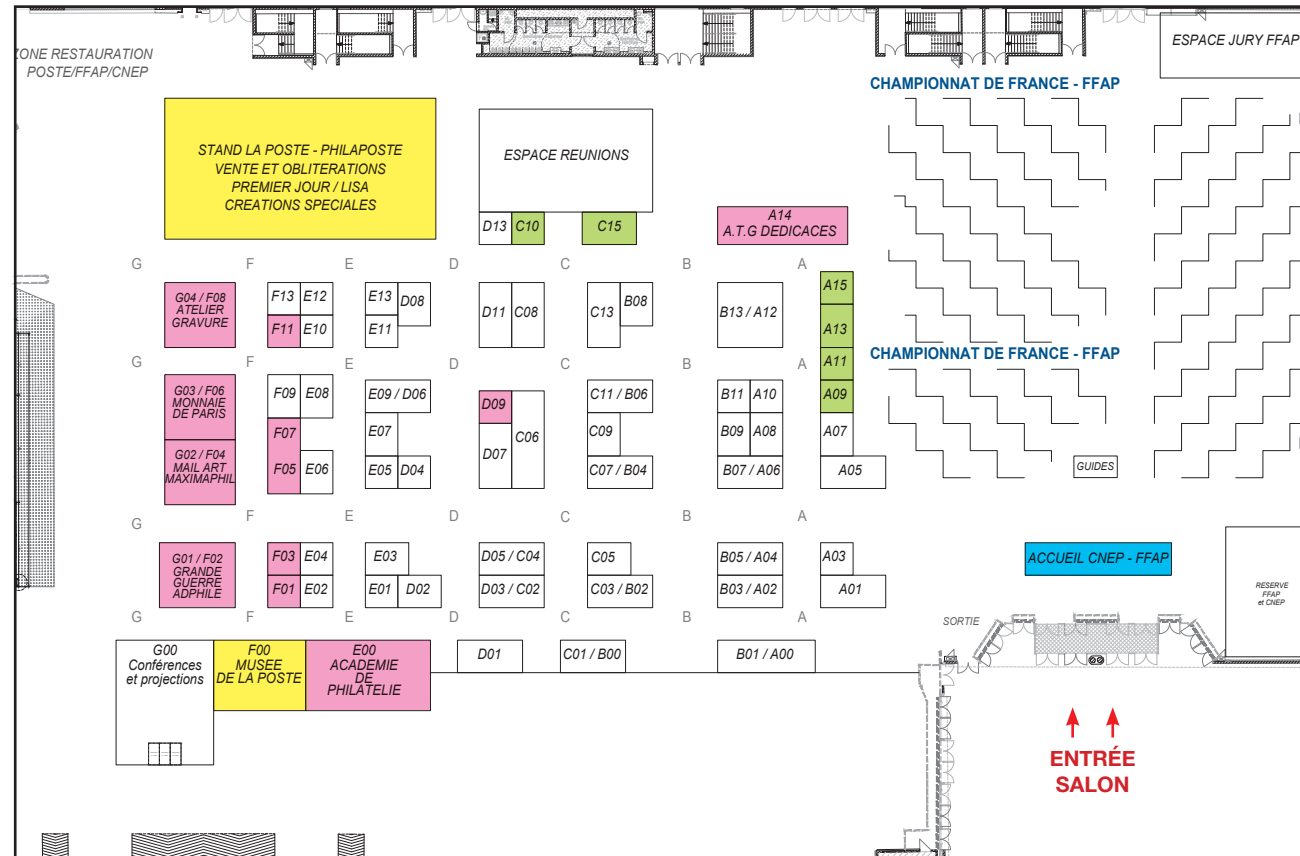 ZONE RESTAURATION
POSTE/FFAP/CNEP
ESPACE JURY FFAP
CHAMPIONNAT DE FRANCE - FFAP
STAND LA POSTE - PHILAPOSTE
VENTE ET OBLITERATIONS
PREMIER JOUR / LISA
CREATIONS SPECIALES
ESPACE REUNIONS
D13 C10 C15
A14
A.T.G DEDICACES
G F E D C B A
G04 / F08
ATELIER
GRAVURE
F13 E12
F11 E10
E13 D08
E11
D11 C08
C13 B08
B13 / A12
A15
A13
A11
A09
CHAMPIONNAT DE FRANCE - FFAP
G F E D C B A
G03 / F06
MONNAIE
DE PARIS
G02 / F04
MAIL ART
MAXIMAPHIL
F09 E08
F07
F05 E06
E09 / D06
E07
E05 D04
D09
D07 C06
C11 / B06
C09
C07 / B04
B11 A10
B09 A08
B07 / A06
A07
A05
GUIDES
G F E D C B A
G01 / F02
GRANDE
GUERRE
ADPHILE
F03 E04
F01 E02
E03
E01 D02
D05 / C04
D03 / C02
C05
C03 / B02
B05 / A04
B03 / A02
A03
A01
ACCUEIL CNEP - FFAP
RESERVE
FFAP
et CNEP
G F E D C B A
SORTIE
G00
Conférences
et projections
F00
MUSEE
DE LA POSTE
E00
ACADEMIE
DE
PHILATELIE
D01
C01 / B00
B01 / A00
ENTRÉE
SALON